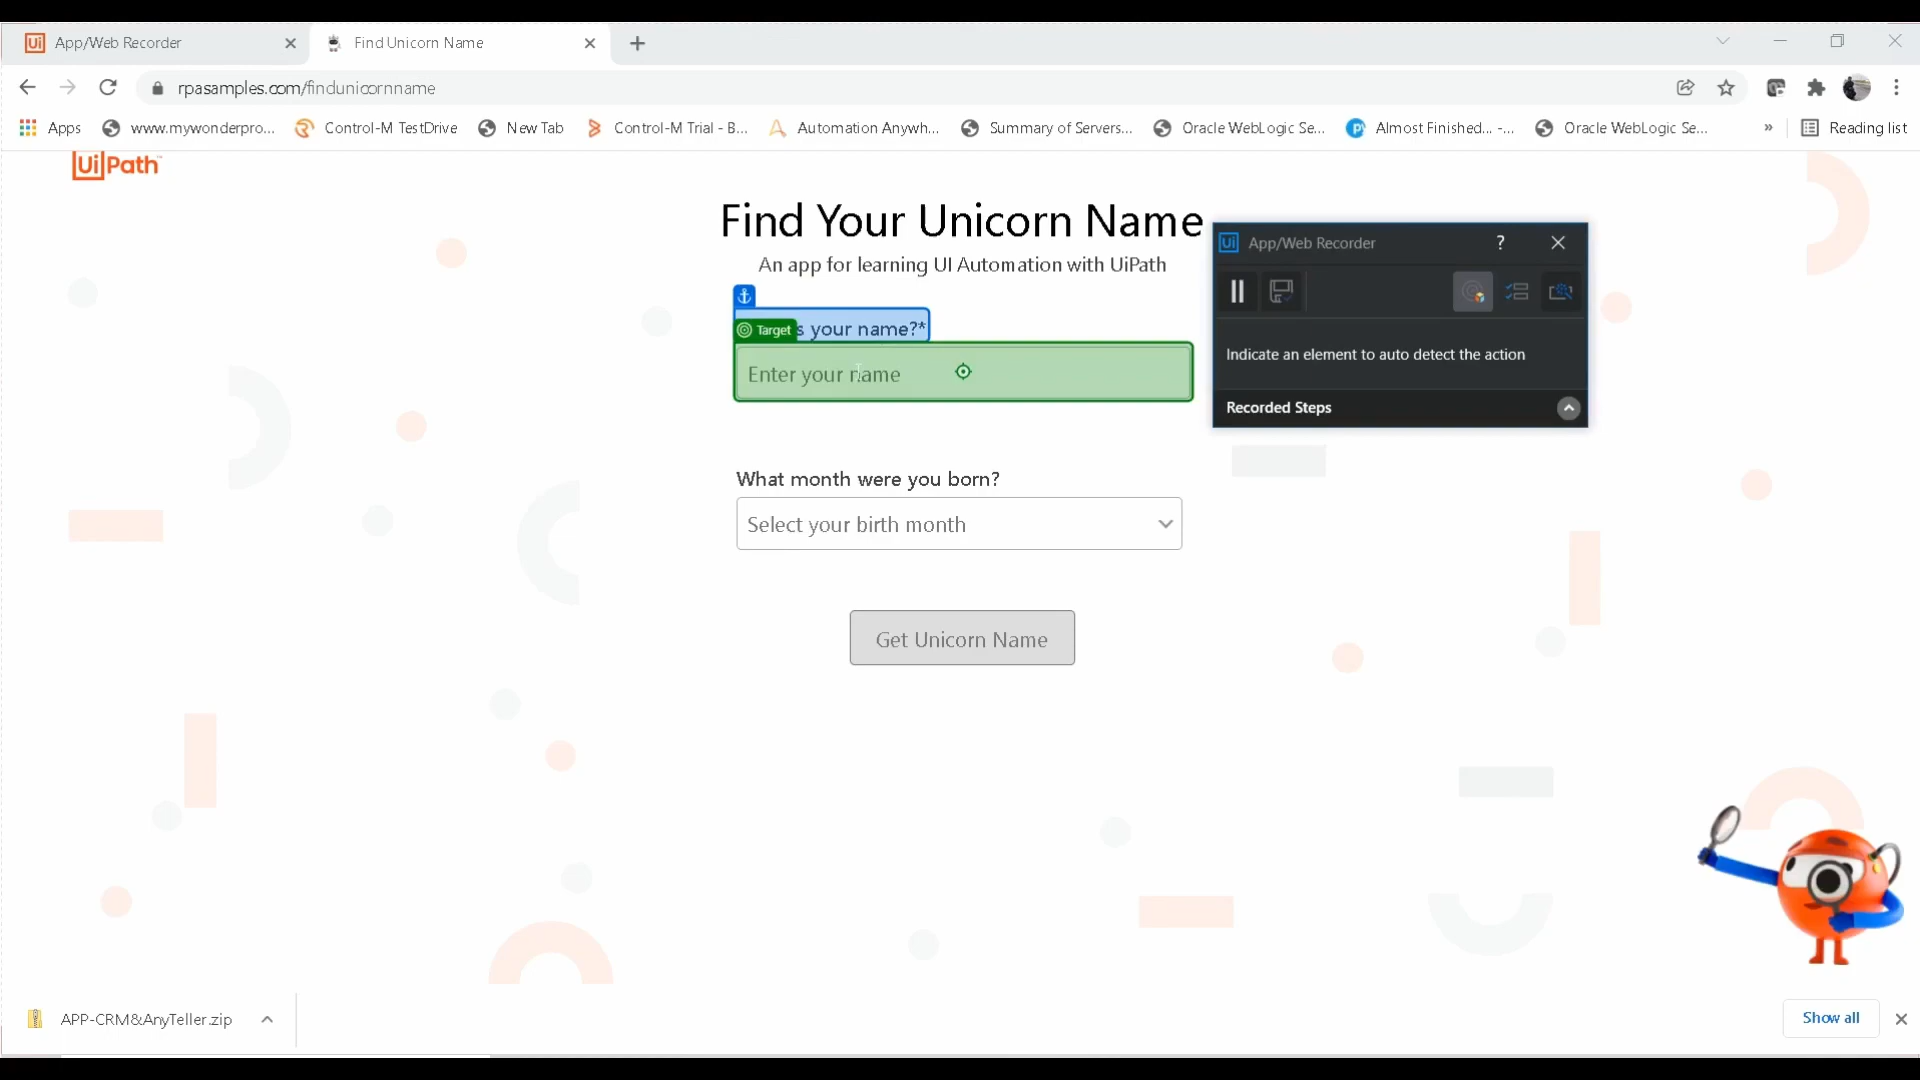 Ui App/Web Recorder
Find Unicorn Name
rpasamples.com/findunicornname
Apps
www.mywonderpro...
Control-M TestDrive
New Tab
Control-M Trial - B...
Automation Anywh...
Summary of Servers...
Oracle WebLogic Se...
Almost Finished... -...
Oracle WebLogic Se...
»
Reading list
UiPath
Find Your Unicorn Name
An app for learning UI Automation with UiPath
Target
s your name?*
Enter your name
What month were you born?
Select your birth month
Get Unicorn Name
Ui App/Web Recorder
?
Indicate an element to auto detect the action
Recorded Steps
APP-CRM&AnyTeller.zip
Show all